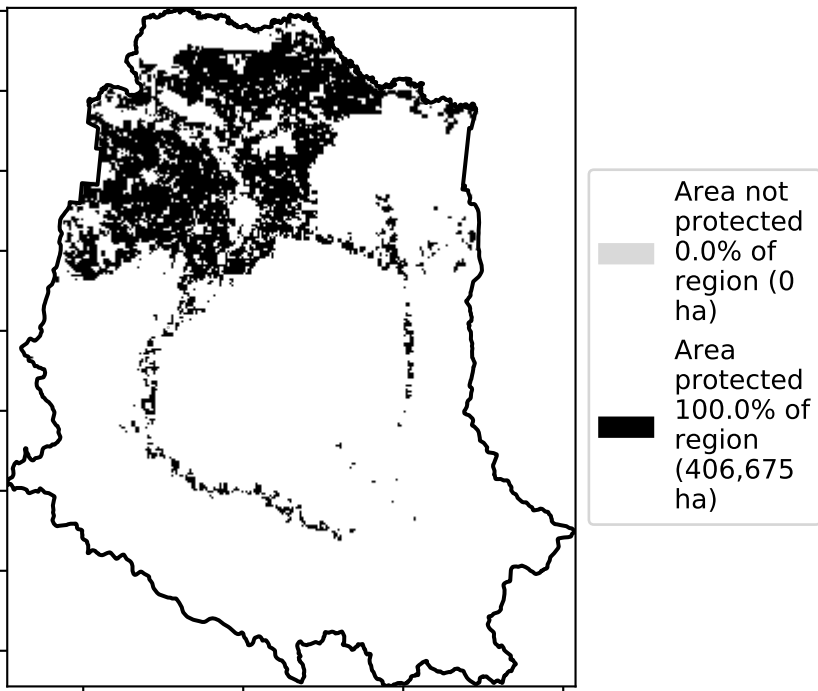 Area not
protected
0.0% of
region (0
ha)
Area
protected
100.0% of
region
(406,675
ha)